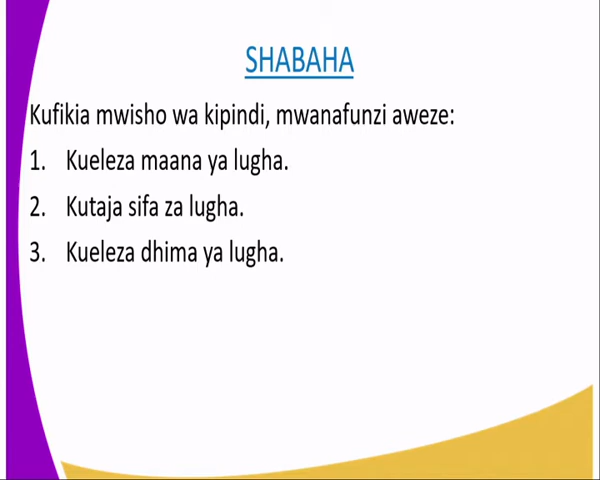 SHABAHA
Kufikia mwisho wa kipindi, mwanafunzi aweze:
1. Kueleza maana ya lugha.
2. Kutaja sifa za lugha.
3. Kueleza dhima ya lugha.